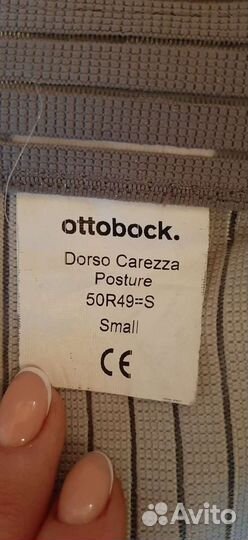 ottobock.
Dorso Carezza
Posture
50R49=S
Small
CE
Avito